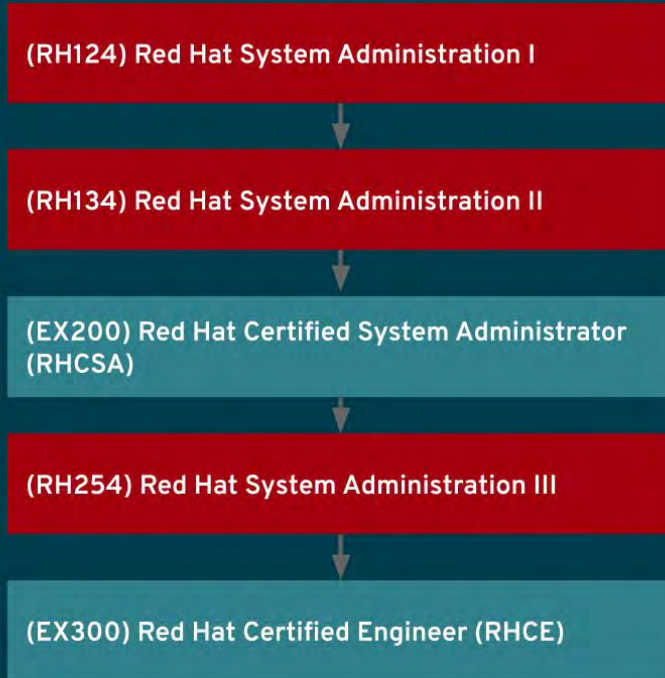 (RH124) Red Hat System Administration I
(RH134) Red Hat System Administration II
(EX200) Red Hat Certified System Administrator
(RHCSA)
(RH254) Red Hat System Administration III
(EX300) Red Hat Certified Engineer (RHCE)